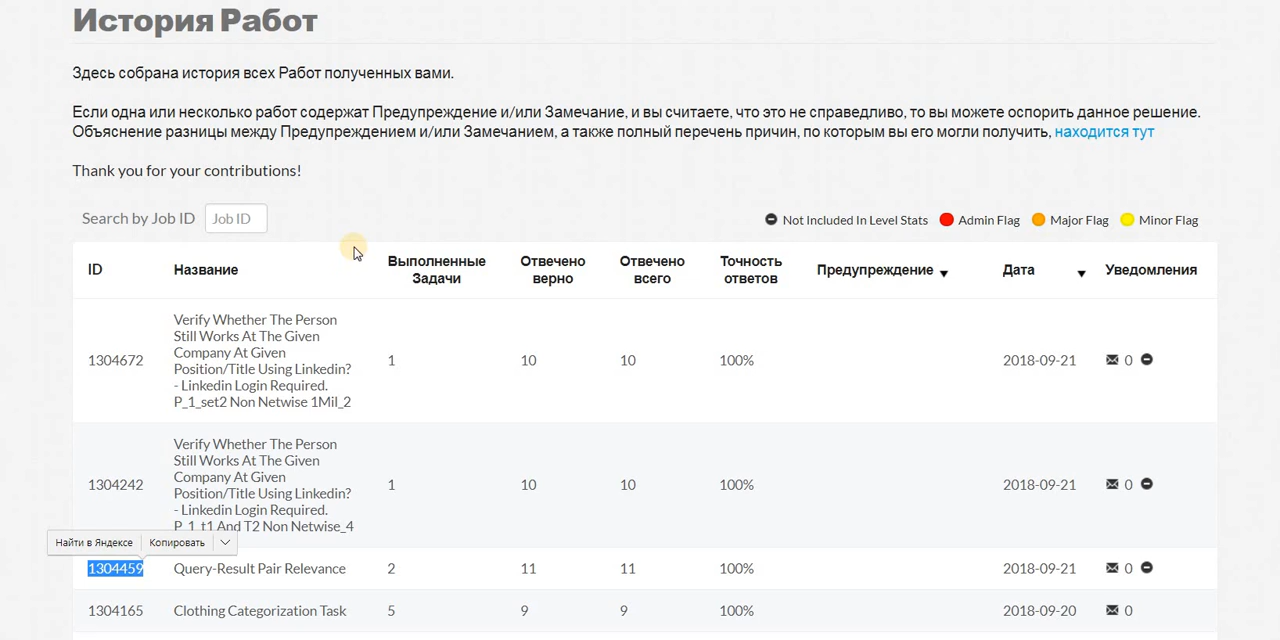 История Работ
Здесь собрана история всех Работ полученных вами.
Если одна или несколько работ содержат Предупреждение и/или Замечание, и вы считаете, что это не справедливо, то вы можете оспорить данное решение.
Объяснение разницы между Предупреждением и/или Замечанием, а также полный перечень причин, по которым вы его могли получить, находится тут
Thank you for your contributions!
Search by Job ID Job ID Not Included In Level Stats Admin Flag Major Flag Minor Flag
ID Название Выполненные Задачи Отвечено верно Отвечено всего Точность ответов Предупреждение Дата Уведомления
Verify Whether The Person
Still Works At The Given
Company At Given
1304672 Position/Title Using Linkedin? 1 10 10 100% 2018-09-21 0
- Linkedin Login Required.
P_1_set2 Non Netwise 1Mil_2
Verify Whether The Person
Still Works At The Given
Company At Given
1304242 Position/Title Using Linkedin? 1 10 10 100% 2018-09-21 0
- Linkedin Login Required.
P_1_t1 And T2 Non Netwise_4
Найти в Яндексе Копировать
1304459 Query-Result Pair Relevance 2 11 11 100% 2018-09-21 0
1304165 Clothing Categorization Task 5 9 9 100% 2018-09-20 0